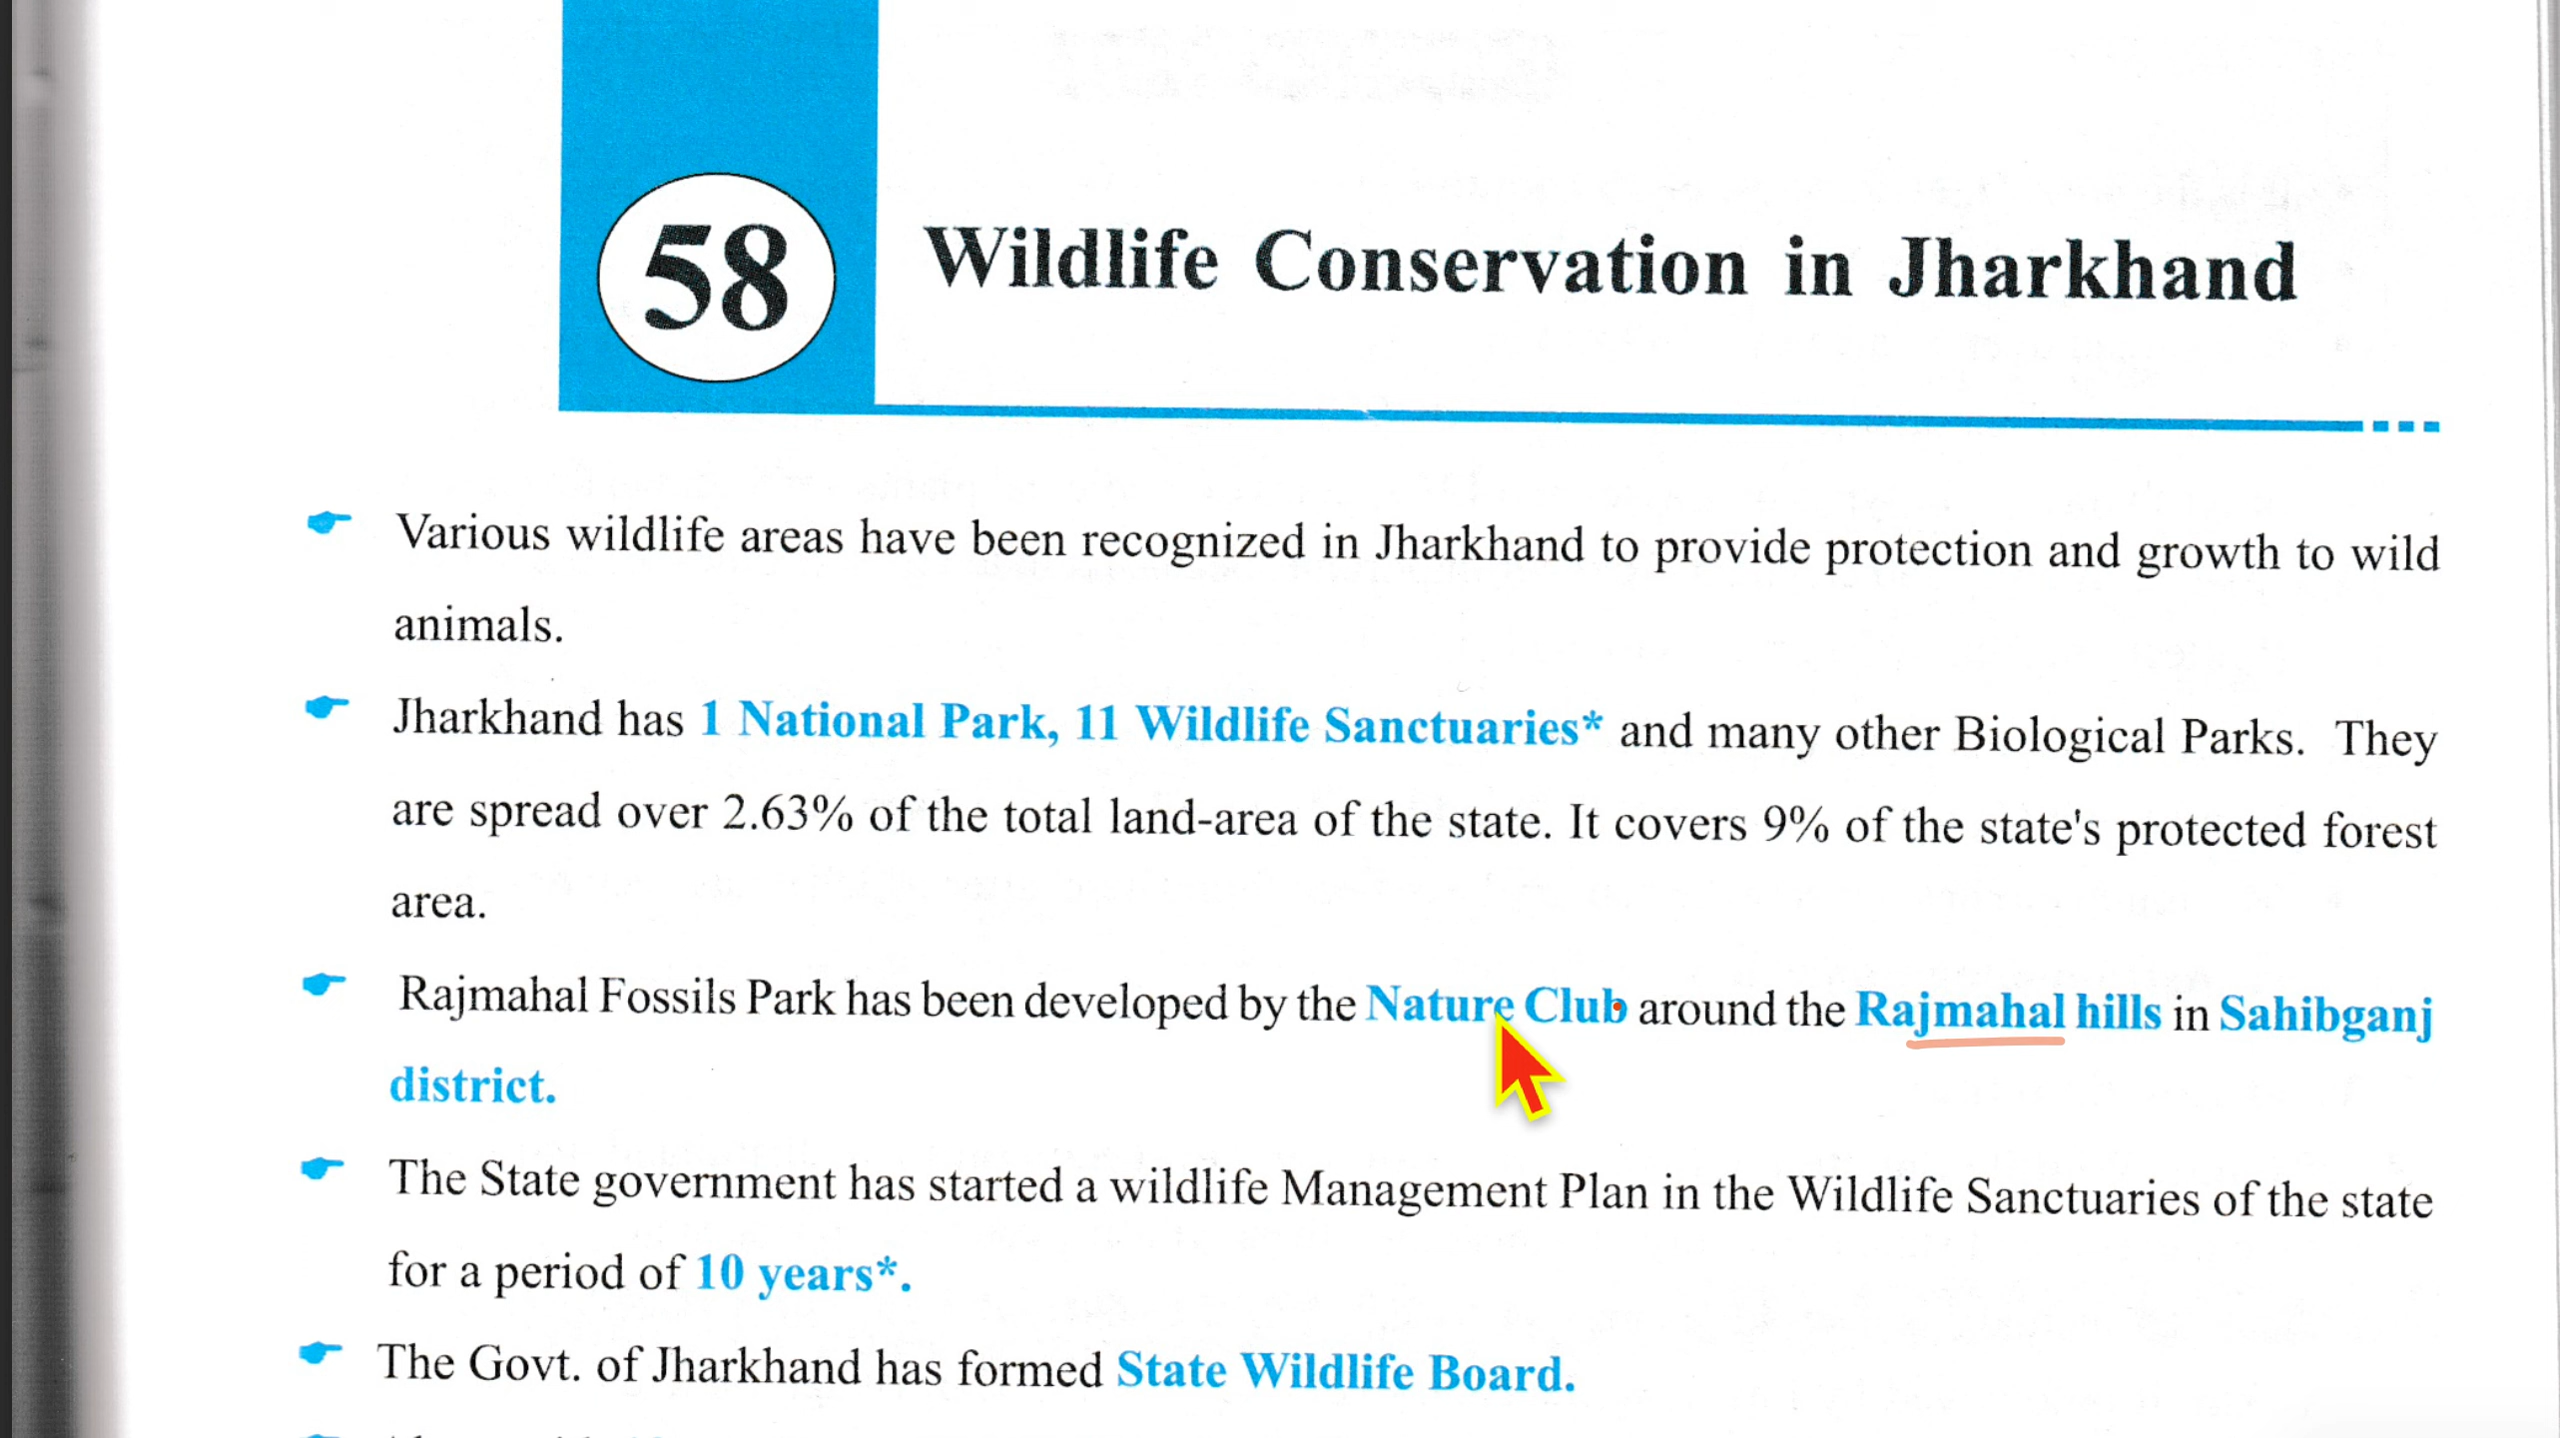 58
Wildlife Conservation in Jharkhand
Various wildlife areas have been recognized in Jharkhand to provide protection and growth to wild
animals.
Jharkhand has 1 National Park, 11 Wildlife Sanctuaries* and many other Biological Parks. They
are spread over 2.63% of the total land-area of the state. It covers 9% of the state's protected forest
area.
Rajmahal Fossils Park has been developed by the Nature Club around the Rajmahal hills in Sahibganj
district.
The State government has started a wildlife Management Plan in the Wildlife Sanctuaries of the state
for a period of 10 years*.
The Govt. of Jharkhand has formed State Wildlife Board.